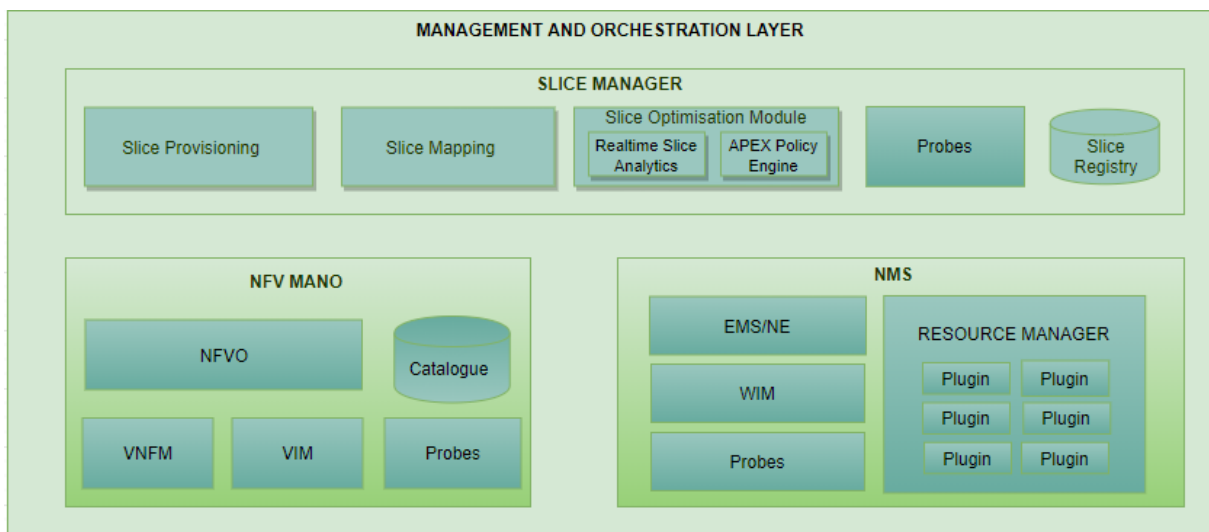 MANAGEMENT AND ORCHESTRATION LAYER
SLICE MANAGER
Slice Provisioning
Slice Mapping
Slice Optimisation Module
Realtime Slice
Analytics
APEX Policy
Engine
Probes
Slice
Registry
NFV MANO
NFVO
Catalogue
VNFM
VIM
Probes
NMS
EMS/NE
WIM
Probes
RESOURCE MANAGER
Plugin
Plugin
Plugin
Plugin
Plugin
Plugin